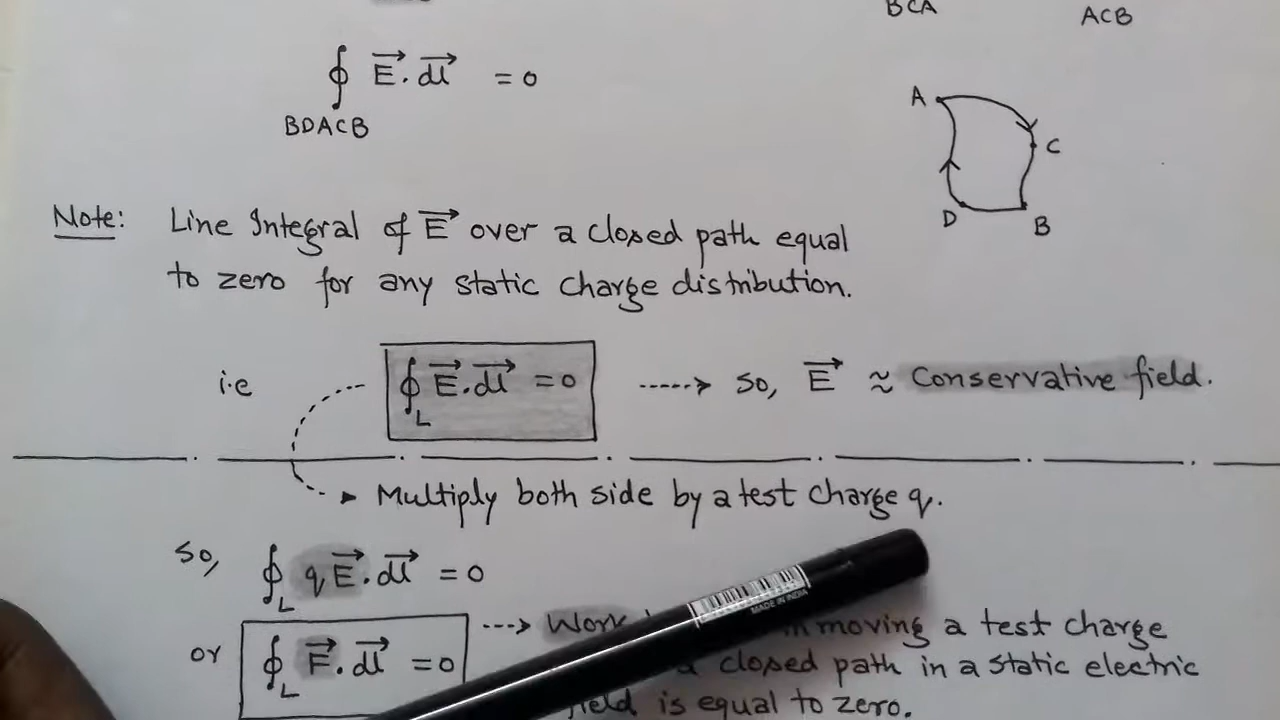 BCA ACB
∮ E⃗. dl⃗ = 0
BDACB
A
C
D
B
Note: Line Integral of E⃗ over a closed path equal
to zero for any static charge distribution.
i.e ∮ E⃗.dl⃗ = 0 -----> so, E⃗ ≈ Conservative field.
L
Multiply both side by a test charge q.
So, ∮ qE⃗.dl⃗ = 0
L
or ∮ F⃗.dl⃗ = 0 ---> Work moving a test charge
L
closed path in a static electric
field is equal to zero.
MADE IN INDIA